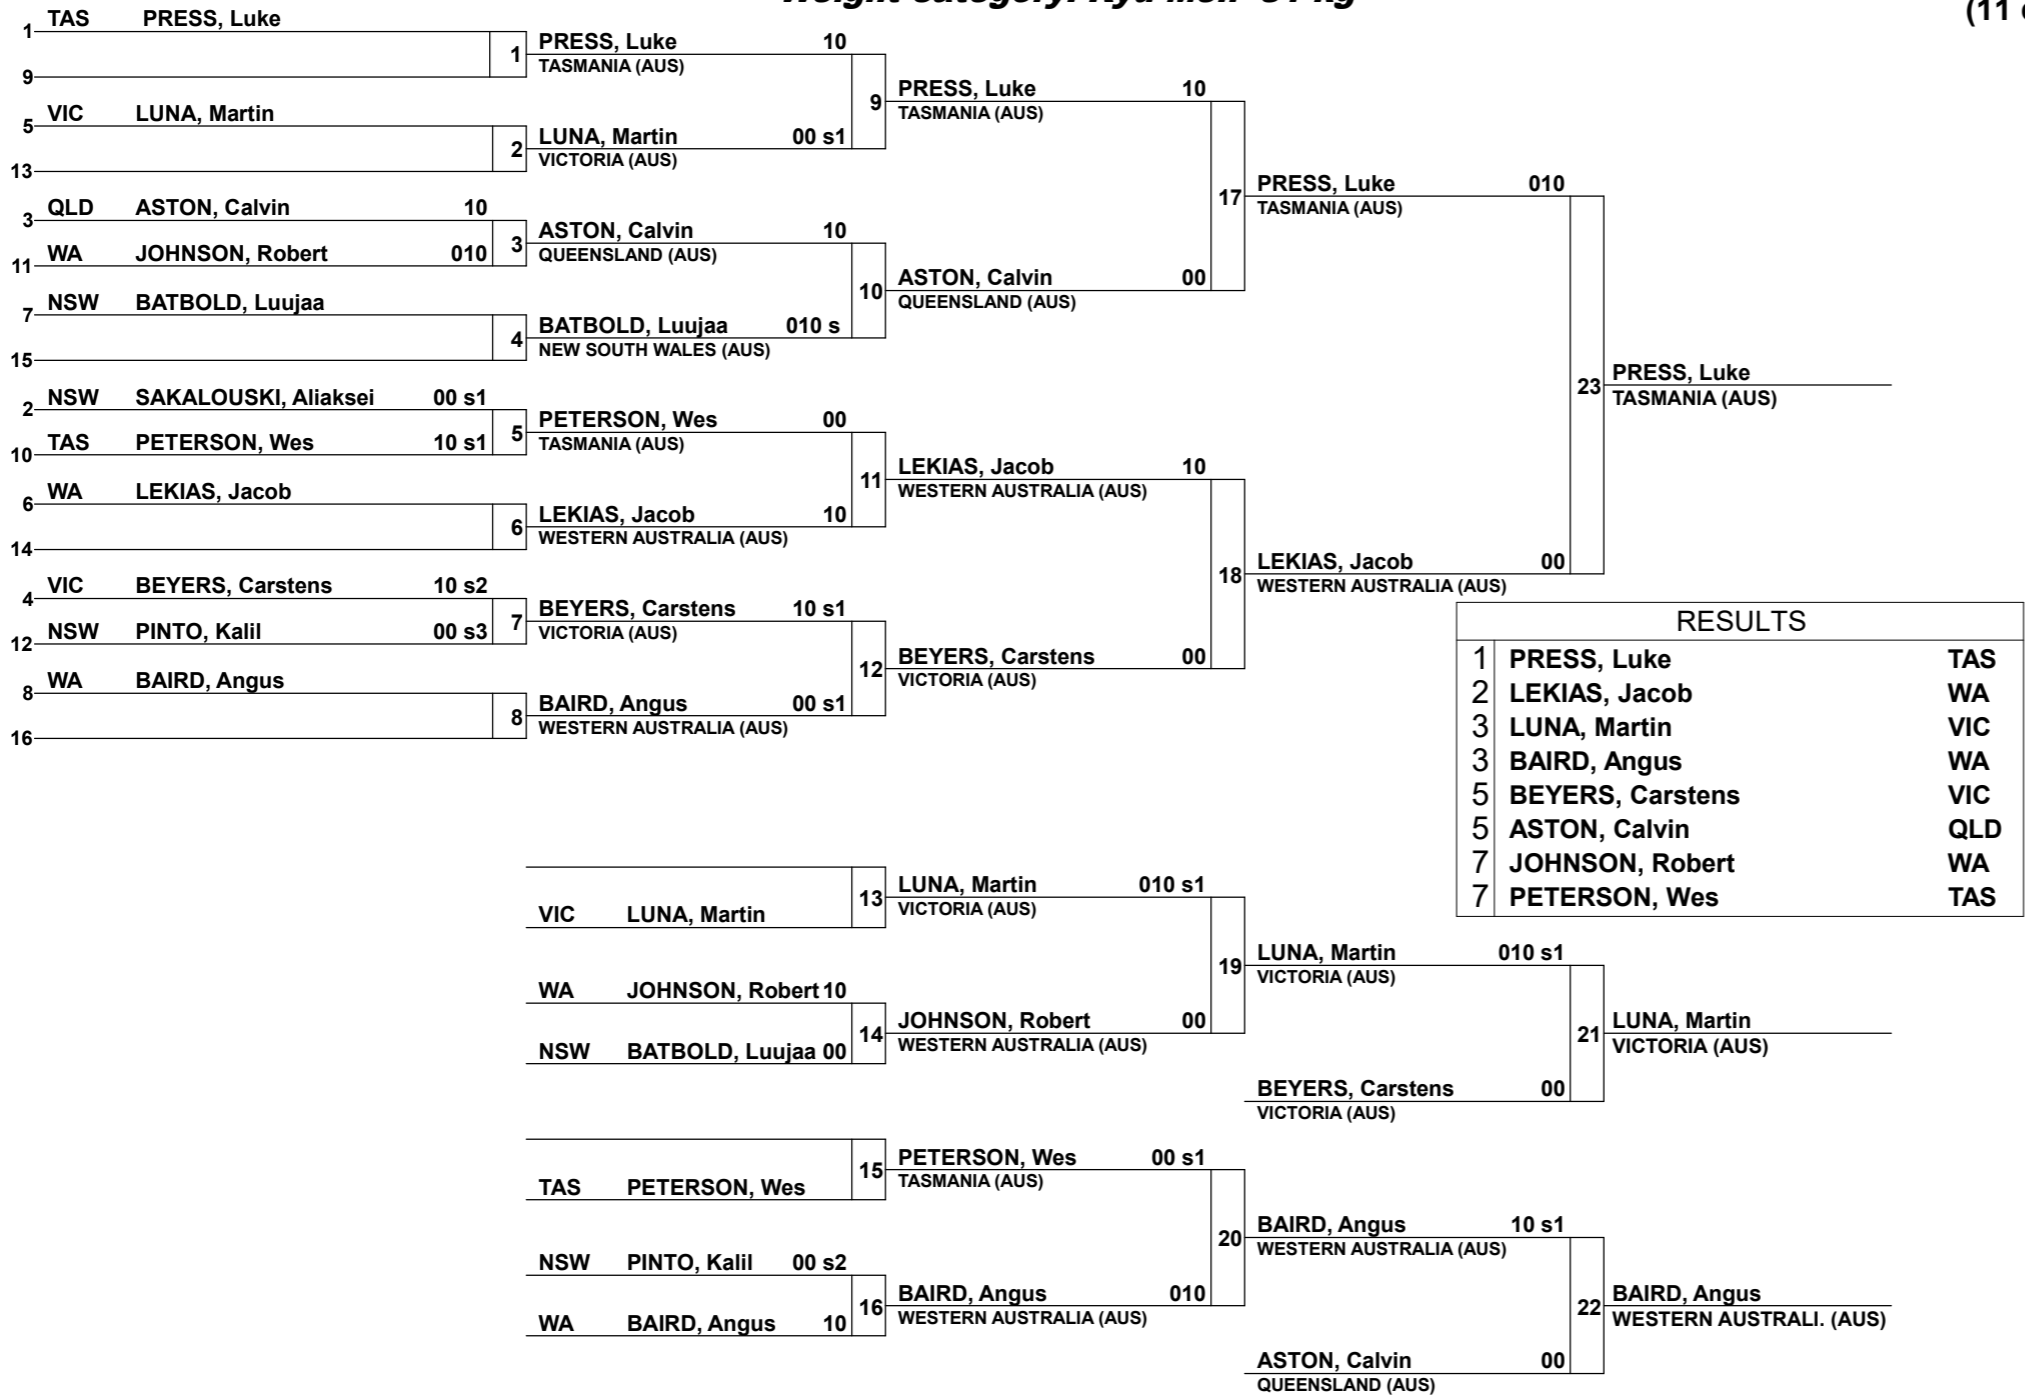 (11
1 TAS PRESS, Luke
9
1 PRESS, Luke 10
TASMANIA (AUS)
5 VIC LUNA, Martin
13
2 LUNA, Martin 00 s1
VICTORIA (AUS)
9 PRESS, Luke 10
TASMANIA (AUS)
3 QLD ASTON, Calvin 10
11 WA JOHNSON, Robert 010
3 ASTON, Calvin 10
QUEENSLAND (AUS)
7 NSW BATBOLD, Luujaa
15
4 BATBOLD, Luujaa 010 s
NEW SOUTH WALES (AUS)
10 ASTON, Calvin 00
QUEENSLAND (AUS)
17 PRESS, Luke 010
TASMANIA (AUS)
2 NSW SAKALOUSKI, Aliaksei 00 s1
10 TAS PETERSON, Wes 10 s1
5 PETERSON, Wes 00
TASMANIA (AUS)
6 WA LEKIAS, Jacob
14
6 LEKIAS, Jacob 10
WESTERN AUSTRALIA (AUS)
11 LEKIAS, Jacob 10
WESTERN AUSTRALIA (AUS)
4 VIC BEYERS, Carstens 10 s2
12 NSW PINTO, Kalil 00 s3
7 BEYERS, Carstens 10 s1
VICTORIA (AUS)
8 WA BAIRD, Angus
16
8 BAIRD, Angus 00 s1
WESTERN AUSTRALIA (AUS)
12 BEYERS, Carstens 00
VICTORIA (AUS)
18 LEKIAS, Jacob 00
WESTERN AUSTRALIA (AUS)
23 PRESS, Luke
TASMANIA (AUS)
RESULTS
1 PRESS, Luke TAS
2 LEKIAS, Jacob WA
3 LUNA, Martin VIC
3 BAIRD, Angus WA
5 BEYERS, Carstens VIC
5 ASTON, Calvin QLD
7 JOHNSON, Robert WA
7 PETERSON, Wes TAS
VIC LUNA, Martin
13 LUNA, Martin 010 s1
VICTORIA (AUS)
WA JOHNSON, Robert 10
NSW BATBOLD, Luujaa 00
14 JOHNSON, Robert 00
WESTERN AUSTRALIA (AUS)
19 LUNA, Martin 010 s1
VICTORIA (AUS)
BEYERS, Carstens 00
VICTORIA (AUS)
21 LUNA, Martin
VICTORIA (AUS)
TAS PETERSON, Wes
15 PETERSON, Wes 00 s1
TASMANIA (AUS)
NSW PINTO, Kalil 00 s2
WA BAIRD, Angus 10
16 BAIRD, Angus 010
WESTERN AUSTRALIA (AUS)
20 BAIRD, Angus 10 s1
WESTERN AUSTRALIA (AUS)
ASTON, Calvin 00
QUEENSLAND (AUS)
22 BAIRD, Angus
WESTERN AUSTRALI. (AUS)